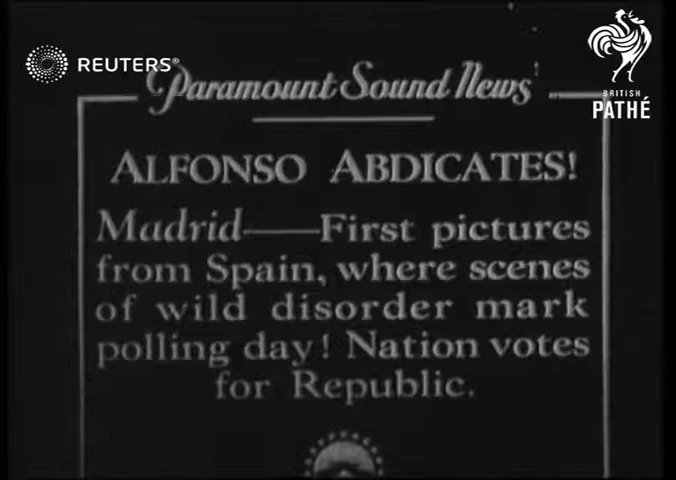 REUTERS®
BRITISH
PATHÉ
Paramount Sound News
ALFONSO ABDICATES!
Madrid—First pictures
from Spain, where scenes
of wild disorder mark
polling day! Nation votes
for Republic.